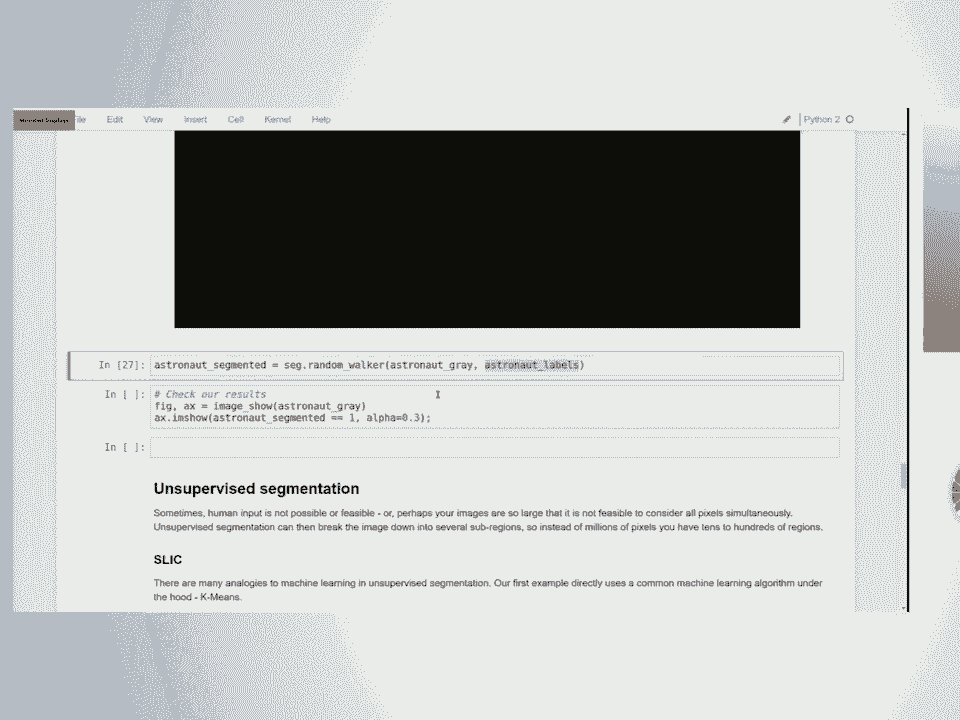 File Edit View Insert Cell Kernel Help Python 2
In [27]: astronaut_segmented = seg.random_walker(astronaut_gray, astronaut_labels)
In [ ]: # Check our results
fig, ax = image_show(astronaut_gray)
ax.imshow(astronaut_segmented == 1, alpha=0.3);
In [ ]:
Unsupervised segmentation
Sometimes, human input is not possible or feasible - or, perhaps your images are so large that it is not feasible to consider all pixels simultaneously.
Unsupervised segmentation can then break the image down into several sub-regions, so instead of millions of pixels you have tens to hundreds of regions.
SLIC
There are many analogies to machine learning in unsupervised segmentation. Our first example directly uses a common machine learning algorithm under
the hood - K-Means.